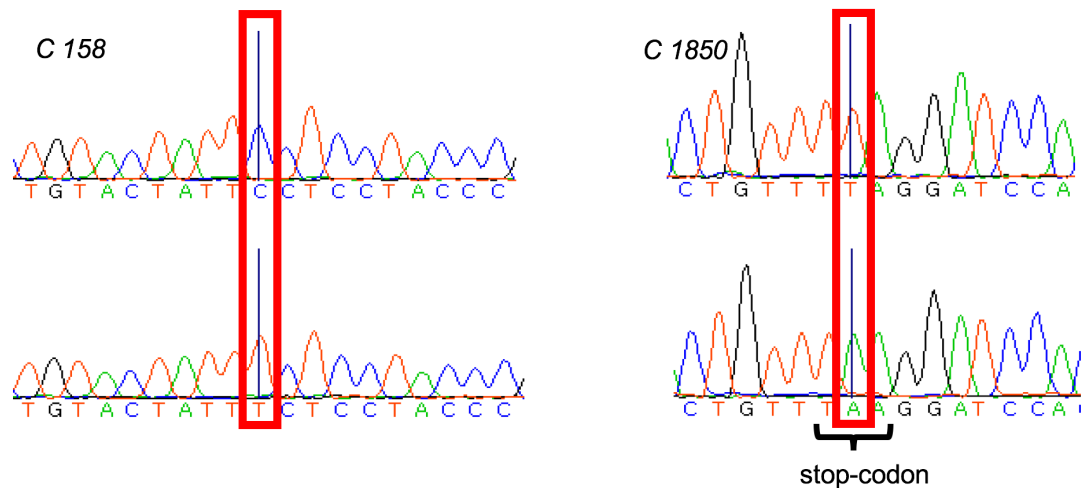 C 158
T G T A C T A T T C C T C C T A C C C
T G T A C T A T T T C T C C T A C C C
C 1850
C T G T T T T A G G A T C C A
C T G T T T A A G G A T C C A
stop-codon